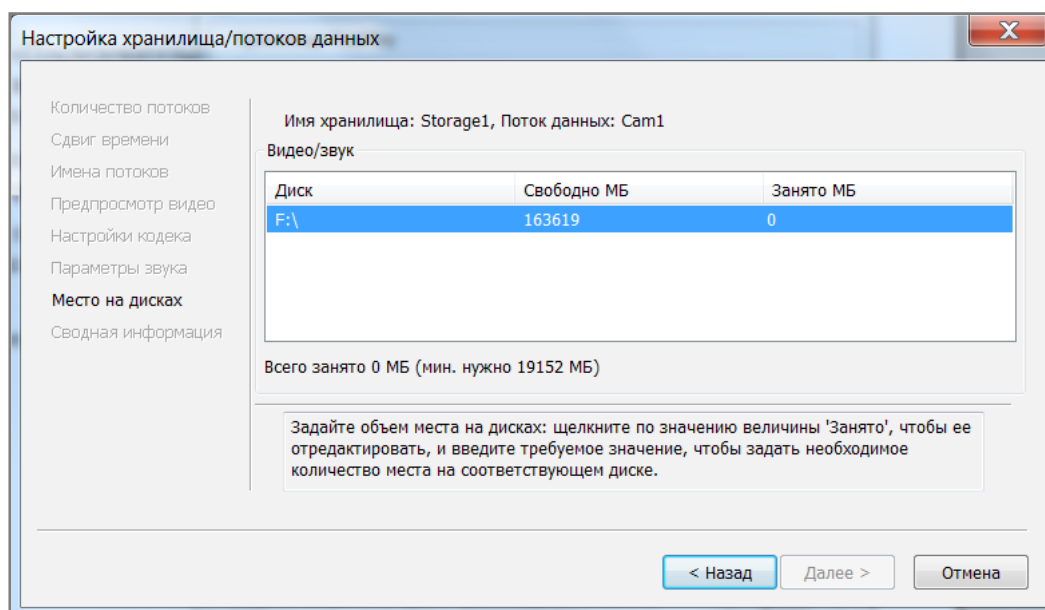 Настройка хранилища/потоков данных
Количество потоков
Сдвиг времени
Имена потоков
Предпросмотр видео
Настройки кодека
Параметры звука
Место на дисках
Сводная информация
Имя хранилища: Storage1, Поток данных: Cam1
Видео/звук
Диск Свободно МБ Занято МБ
F:\ 163619 0
Всего занято 0 МБ (мин. нужно 19152 МБ)
Задайте объем места на дисках: щелкните по значению величины 'Занято', чтобы ее
отредактировать, и введите требуемое значение, чтобы задать необходимое
количество места на соответствующем диске.
< Назад
Далее >
Отмена